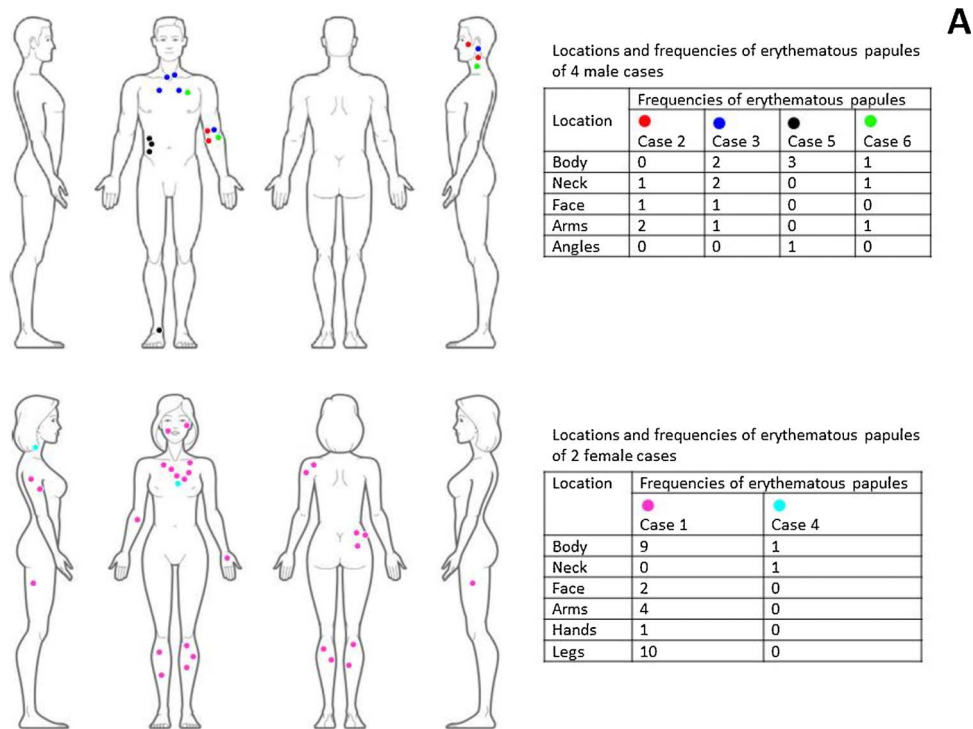 A
Locations and frequencies of erythematous papules
of 4 male cases
Location Frequencies of erythematous papules
Case 2 Case 3 Case 5 Case 6
Body 0 2 3 1
Neck 1 2 0 1
Face 1 1 0 0
Arms 2 1 0 1
Angles 0 0 1 0
Locations and frequencies of erythematous papules
of 2 female cases
Location Frequencies of erythematous papules
Case 1 Case 4
Body 9 1
Neck 0 1
Face 2 0
Arms 4 0
Hands 1 0
Legs 10 0